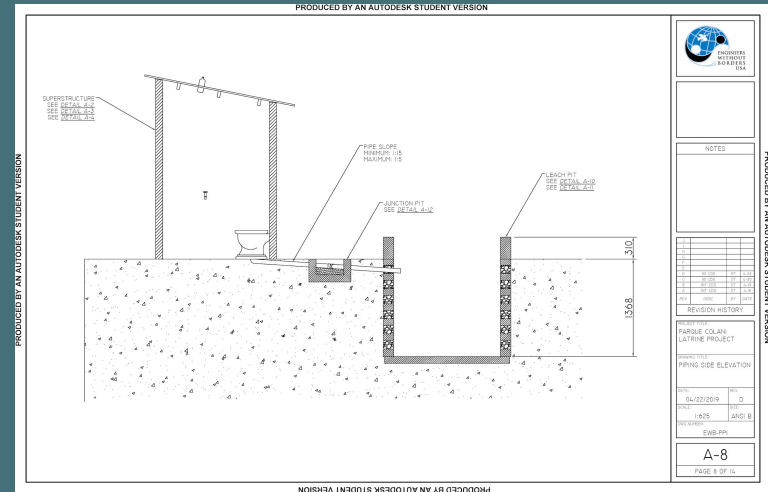 PRODUCED BY AN AUTODESK STUDENT VERSION
ENGINEERS
WITHOUT
BORDERS
USA
SUPERSTRUCTURE
SEE DETAIL A-2
SEE DETAIL A-3
SEE DETAIL A-4
PIPE SLOPE
MINIMUM: 1:15
MAXIMUM: 1:5
JUNCTION PIT
SEE DETAIL A-12
LEACH PIT
SEE DETAIL A-10
SEE DETAIL A-11
310
1368
NOTES
REV DESC BY DATE
REVISION HISTORY
PROJECT TITLE:
PARQUE COLANI
LATRINE PROJECT
DRAWING TITLE:
PIPING SIDE ELEVATION
DATE: REV:
04/22/2019 D
SCALE: SIZE:
1:625 ANSI B
DWG NUMBER
EWB-PPI
A-8
PAGE 8 OF 14
PRODUCED BY AN AUTODESK STUDENT VERSION
PRODUCED BY AN AUTODESK STUDENT VERSION
PRODUCED BY AN AUTODESK STUDENT VERSION